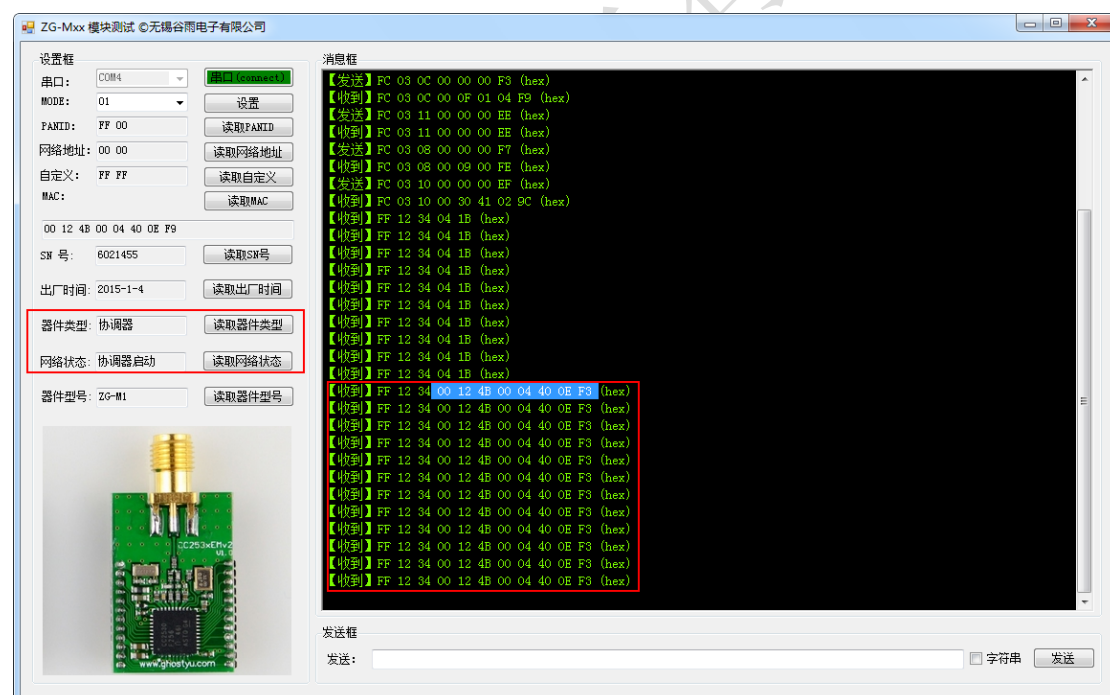 ZG-Mxx 模块测试 ©无锡谷雨电子有限公司
设置框
串口: COM4 串口(connect)
MODE: 01 设置
PANID: FF 00 读取PANID
网络地址: 00 00 读取网络地址
自定义: FF FF 读取自定义
MAC: 读取MAC
00 12 4B 00 04 40 0E F9
SN 号: 6021455 读取SN号
出厂时间: 2015-1-4 读取出厂时间
器件类型: 协调器 读取器件类型
网络状态: 协调器启动 读取网络状态
器件型号: ZG-M1 读取器件型号
CC253xEMv2
V1.0
www.ghostyu.com
消息框
【发送】FC 03 0C 00 00 00 F3 (hex)
【收到】FC 03 0C 00 0F 01 04 F9 (hex)
【发送】FC 03 11 00 00 00 EE (hex)
【收到】FC 03 11 00 00 00 EE (hex)
【发送】FC 03 08 00 00 00 F7 (hex)
【收到】FC 03 08 00 09 00 FE (hex)
【发送】FC 03 10 00 00 00 EF (hex)
【收到】FC 03 10 00 30 41 02 9C (hex)
【收到】FF 12 34 04 1B (hex)
【收到】FF 12 34 04 1B (hex)
【收到】FF 12 34 04 1B (hex)
【收到】FF 12 34 04 1B (hex)
【收到】FF 12 34 04 1B (hex)
【收到】FF 12 34 04 1B (hex)
【收到】FF 12 34 04 1B (hex)
【收到】FF 12 34 04 1B (hex)
【收到】FF 12 34 04 1B (hex)
【收到】FF 12 34 04 1B (hex)
【收到】FF 12 34 00 12 4B 00 04 40 0E F3 (hex)
【收到】FF 12 34 00 12 4B 00 04 40 0E F3 (hex)
【收到】FF 12 34 00 12 4B 00 04 40 0E F3 (hex)
【收到】FF 12 34 00 12 4B 00 04 40 0E F3 (hex)
【收到】FF 12 34 00 12 4B 00 04 40 0E F3 (hex)
【收到】FF 12 34 00 12 4B 00 04 40 0E F3 (hex)
【收到】FF 12 34 00 12 4B 00 04 40 0E F3 (hex)
【收到】FF 12 34 00 12 4B 00 04 40 0E F3 (hex)
【收到】FF 12 34 00 12 4B 00 04 40 0E F3 (hex)
【收到】FF 12 34 00 12 4B 00 04 40 0E F3 (hex)
【收到】FF 12 34 00 12 4B 00 04 40 0E F3 (hex)
【收到】FF 12 34 00 12 4B 00 04 40 0E F3 (hex)
发送框
发送: 字符串 发送